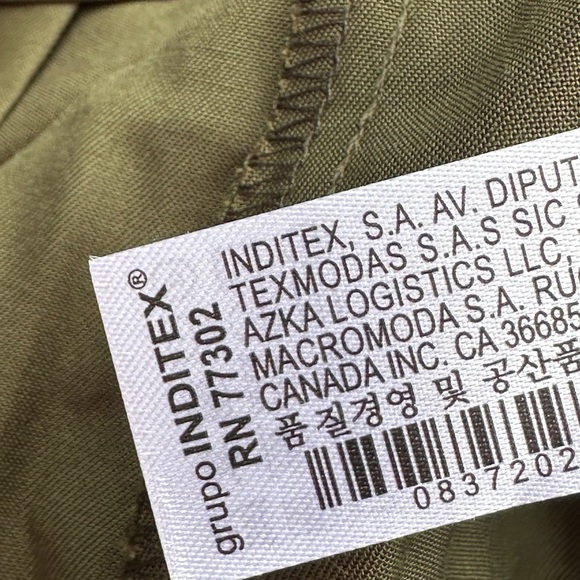 grupo INDITEX®
RN 77302
INDITEX, S.A. AV. DIPUT
TEXMODAS S.A.S SIC
AZKA LOGISTICS LLC,
MACROMODA S.A. RU
CANADA INC. CA 36685
품질경영 및 공산품
0837202